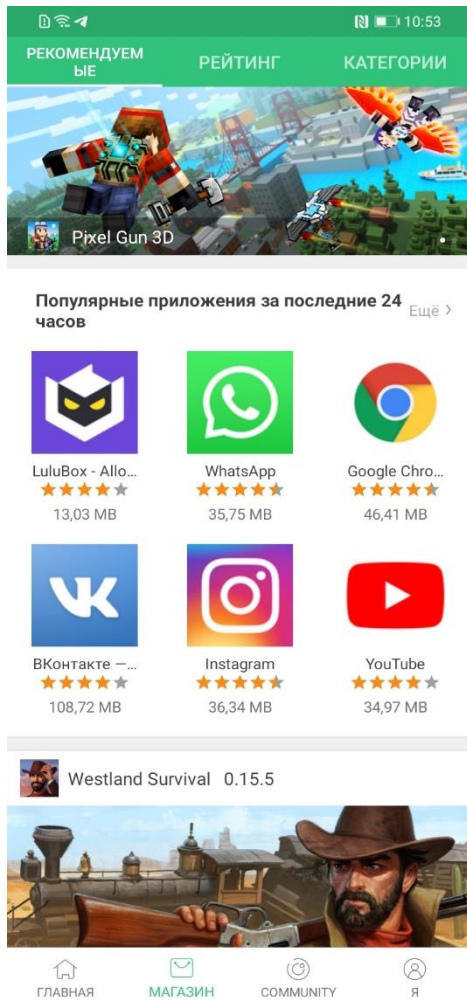 10:53
РЕКОМЕНДУЕМ
ЫЕ
РЕЙТИНГ
КАТЕГОРИИ
Pixel Gun 3D
Популярные приложения за последние 24
часов
Ещё
LuluBox - Allo...
WhatsApp
Google Chro...
13,03 MB
35,75 MB
46,41 MB
ВКонтакте —...
Instagram
YouTube
108,72 MB
36,34 MB
34,97 MB
Westland Survival 0.15.5
ГЛАВНАЯ
МАГАЗИН
COMMUNITY
Я